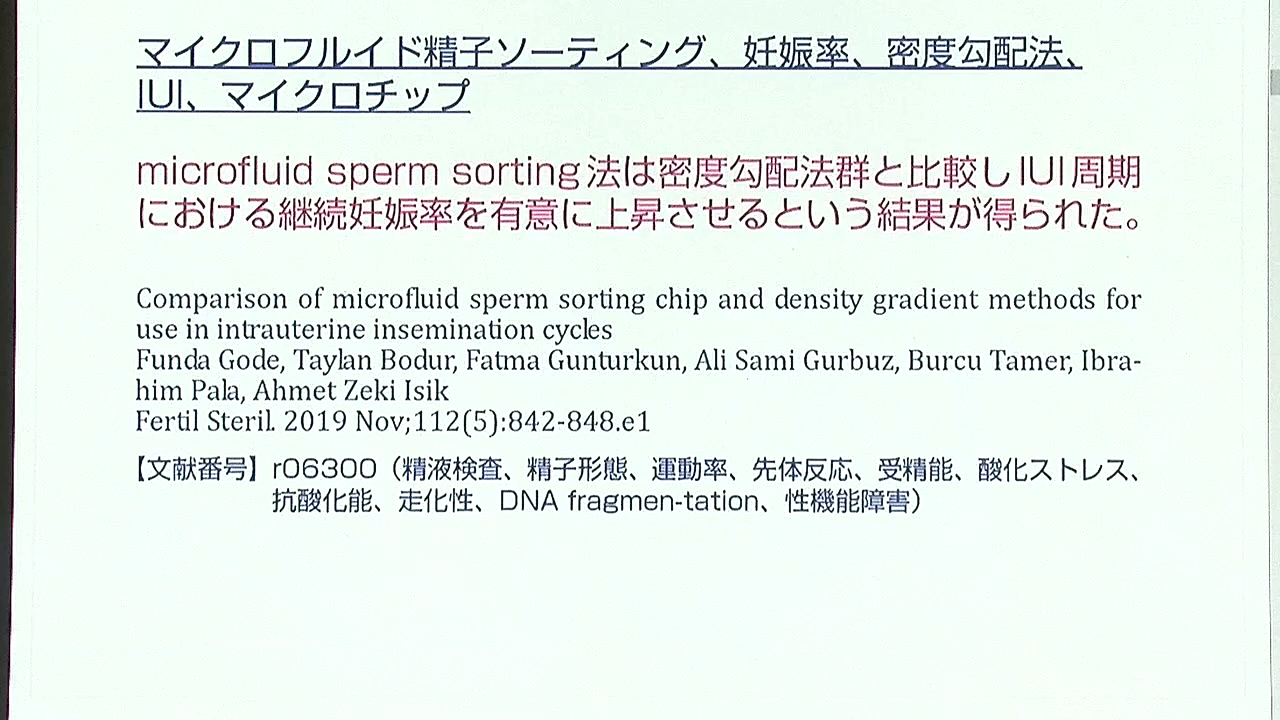 マイクロフルイド精子ソーティング、妊娠率、密度勾配法、
IUI、マイクロチップ
microfluid sperm sorting法は密度勾配法群と比較しIUI周期
における継続妊娠率を有意に上昇させるという結果が得られた。
Comparison of microfluid sperm sorting chip and density gradient methods for
use in intrauterine insemination cycles
Funda Gode, Taylan Bodur, Fatma Gunturkun, Ali Sami Gurbuz, Burcu Tamer, Ibra-
him Pala, Ahmet Zeki Isik
Fertil Steril. 2019 Nov;112(5):842-848.e1
【文献番号】r06300（精液検査、精子形態、運動率、先体反応、受精能、酸化ストレス、
抗酸化能、走化性、DNA fragmen-tation、性機能障害）